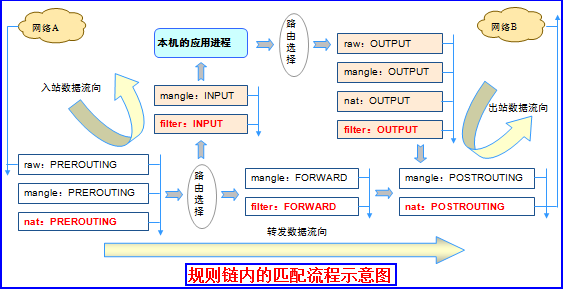 网络A
网络B
本机的应用进程
路由选择
raw：OUTPUT
mangle：OUTPUT
nat：OUTPUT
filter：OUTPUT
入站数据流向
mangle：INPUT
filter：INPUT
出站数据流向
raw：PREROUTING
mangle：PREROUTING
nat：PREROUTING
路由选择
mangle：FORWARD
filter：FORWARD
mangle：POSTROUTING
nat：POSTROUTING
转发数据流向
规则链内的匹配流程示意图